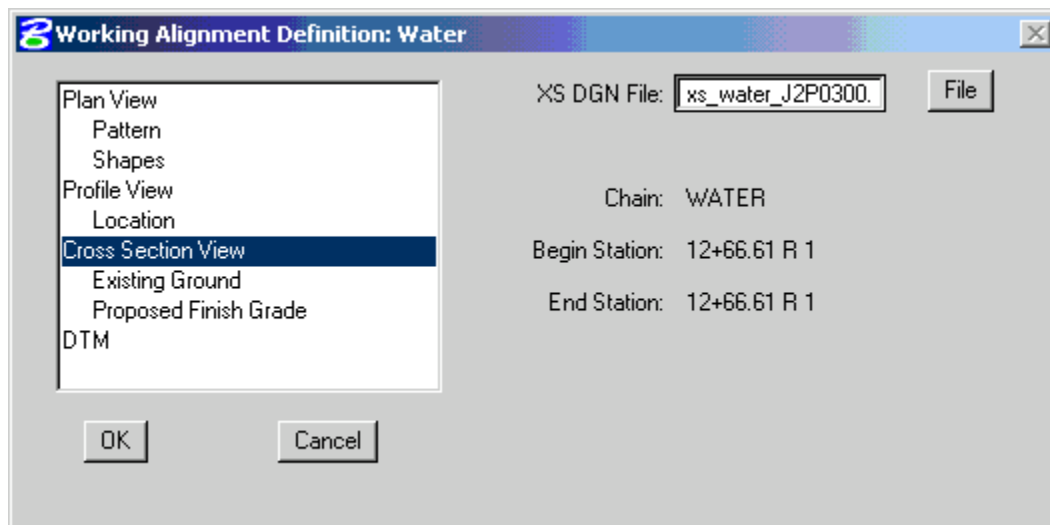 Working Alignment Definition: Water
Plan View
Pattern
Shapes
Profile View
Location
Cross Section View
Existing Ground
Proposed Finish Grade
DTM
XS DGN File: xs_water_J2P0300. File
Chain: WATER
Begin Station: 12+66.61 R 1
End Station: 12+66.61 R 1
OK Cancel